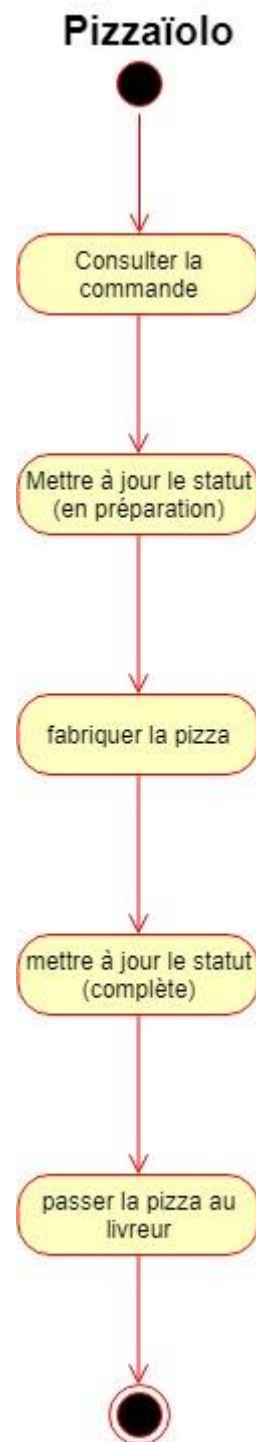 Pizzaïolo
Consulter la
commande
Mettre à jour le statut
(en préparation)
fabriquer la pizza
mettre à jour le statut
(complète)
passer la pizza au
livreur